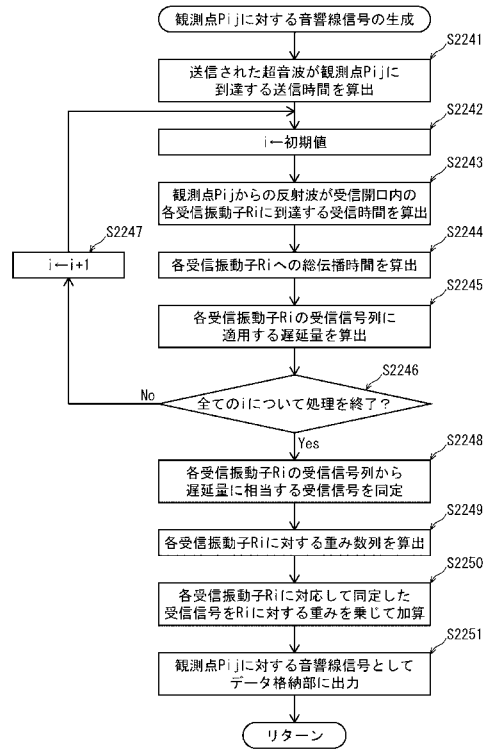 観測点Pijに対する音響線信号の生成
S2241
送信された超音波が観測点Pijに
到達する送信時間を算出
S2242
i←初期値
S2243
観測点Pijからの反射波が受信開口内の
各受信振動子Riに到達する受信時間を算出
S2247
i←i+1
S2244
各受信振動子Riへの総伝播時間を算出
S2245
各受信振動子Riの受信信号列に
適用する遅延量を算出
S2246
No
全てのiについて処理を終了?
Yes
S2248
各受信振動子Riの受信信号列から
遅延量に相当する受信信号を同定
S2249
各受信振動子Riに対する重み数列を算出
S2250
各受信振動子Riに対応して同定した
受信信号をRiに対する重みを乗じて加算
S2251
観測点Pijに対する音響線信号として
データ格納部に出力
リターン